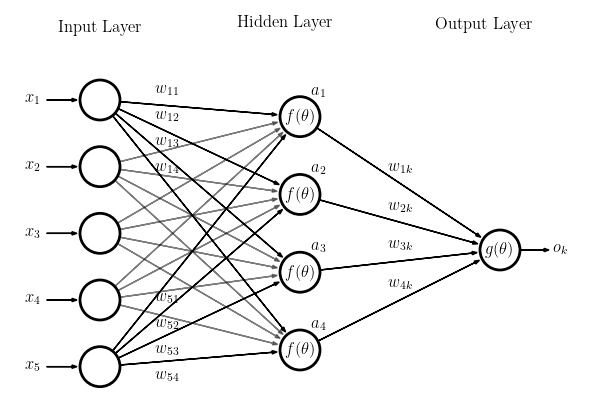 Input Layer
Hidden Layer
Output Layer
x₁
x₂
x₃
x₄
x₅
w₁₁
w₁₂
w₁₃
w₁₄
w₅₁
w₅₂
w₅₃
w₅₄
a₁
f(θ)
a₂
f(θ)
a₃
f(θ)
a₄
f(θ)
w₁ₖ
w₂ₖ
w₃ₖ
w₄ₖ
g(θ)
oₖ